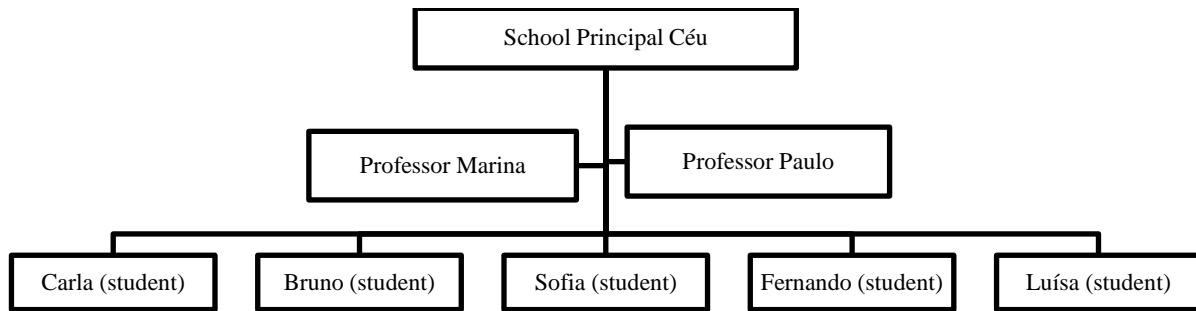 School Principal Céu
Professor Marina
Professor Paulo
Carla (student)
Bruno (student)
Sofia (student)
Fernando (student)
Luísa (student)